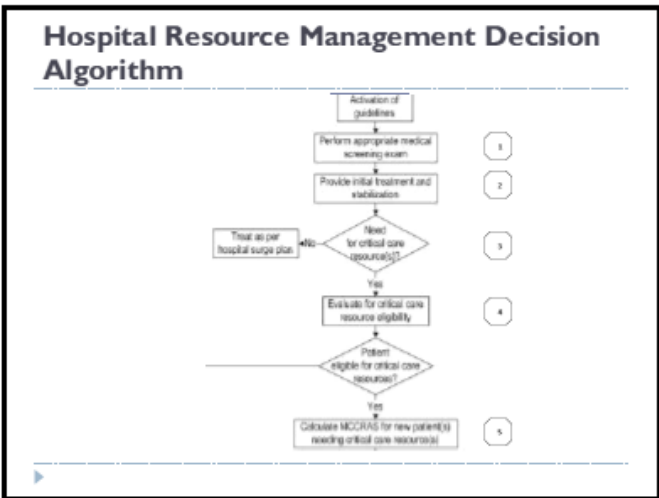 Hospital Resource Management Decision
Algorithm
Activation of
guidelines
Perform appropriate medical
screening exam
1
Provide initial treatment and
stabilization
2
Need
for critical care
resource(s)?
Treat as per
hospital surge plan
No
3
Yes
Evaluate for critical care
resource eligibility
4
Patient
eligible for critical care
resources?
Yes
Calculate MCCRAS for new patient(s)
needing critical care resource(s)
5